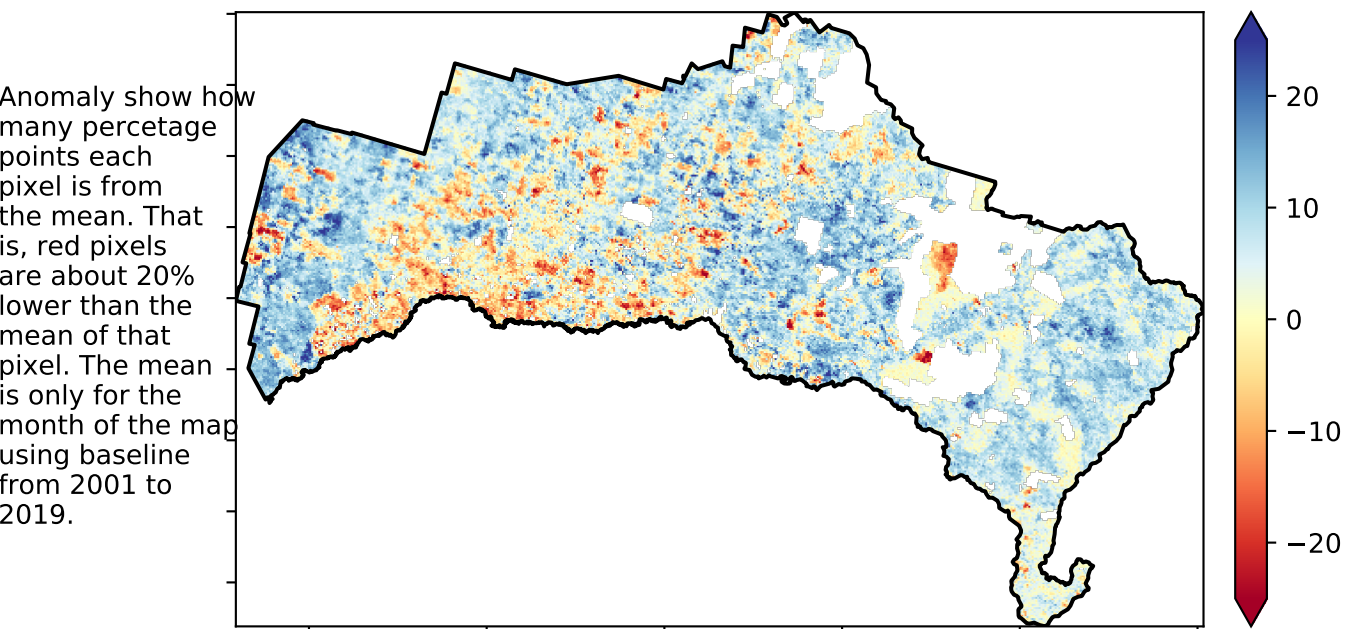 Anomaly show how
many percetage
points each
pixel is from
the mean. That
is, red pixels
are about 20%
lower than the
mean of that
pixel. The mean
is only for the
month of the map
using baseline
from 2001 to
2019.
20
10
0
−10
−20